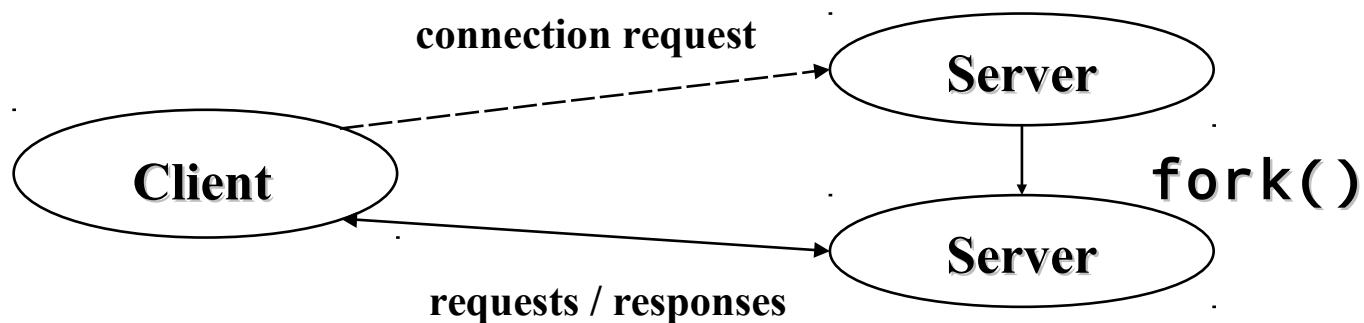 connection request
Server
Client
fork()
Server
requests / responses